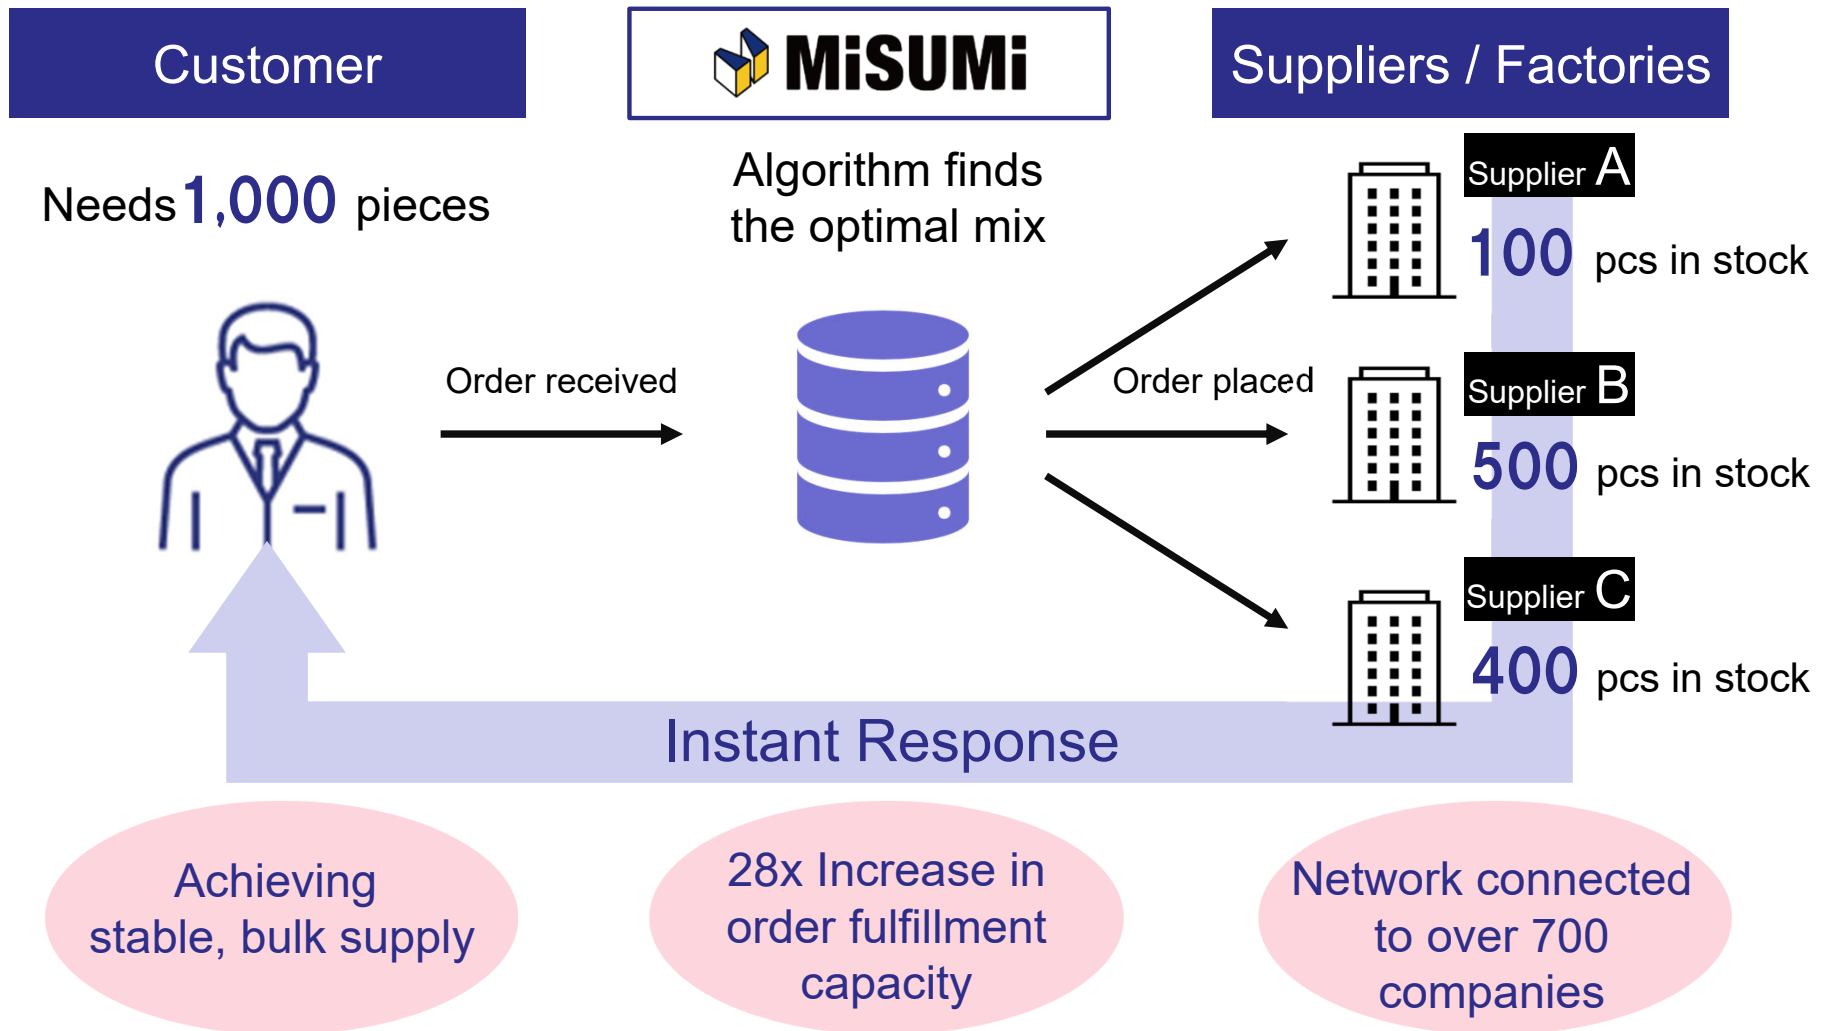 Customer
MiSUMi
Suppliers / Factories
Needs 1,000 pieces
Algorithm finds
the optimal mix
Supplier A
100 pcs in stock
Order received
Order placed
Supplier B
500 pcs in stock
Supplier C
400 pcs in stock
Instant Response
Achieving
stable, bulk supply
28x Increase in
order fulfillment
capacity
Network connected
to over 700
companies